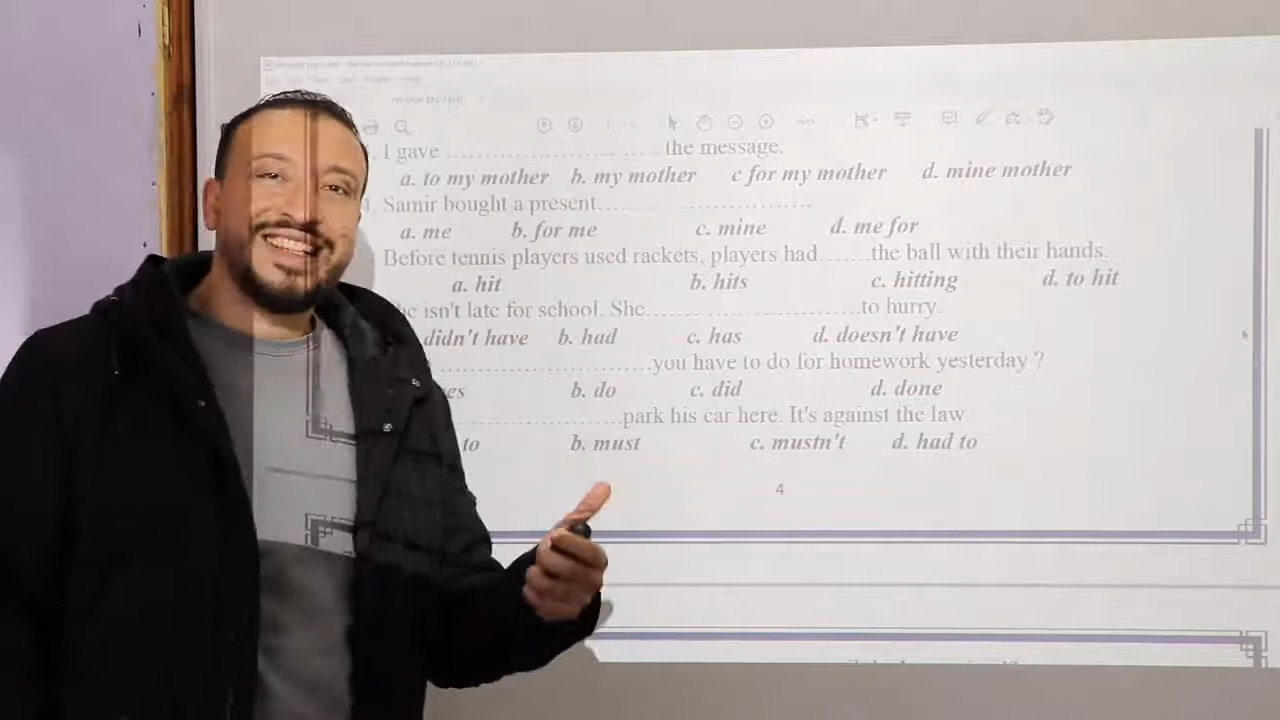 . I gave ............................... the message.
a. to my mother b. my mother c for my mother d. mine mother
4. Samir bought a present...............................
a. me b. for me c. mine d. me for
Before tennis players used rackets, players had.......the ball with their hands.
a. hit b. hits c. hitting d. to hit
isn't late for school. She...............................to hurry.
didn't have b. had c. has d. doesn't have
...............................you have to do for homework yesterday ?
b. do c. did d. done
......................park his car here. It's against the law
to b. must c. mustn't d. had to
4